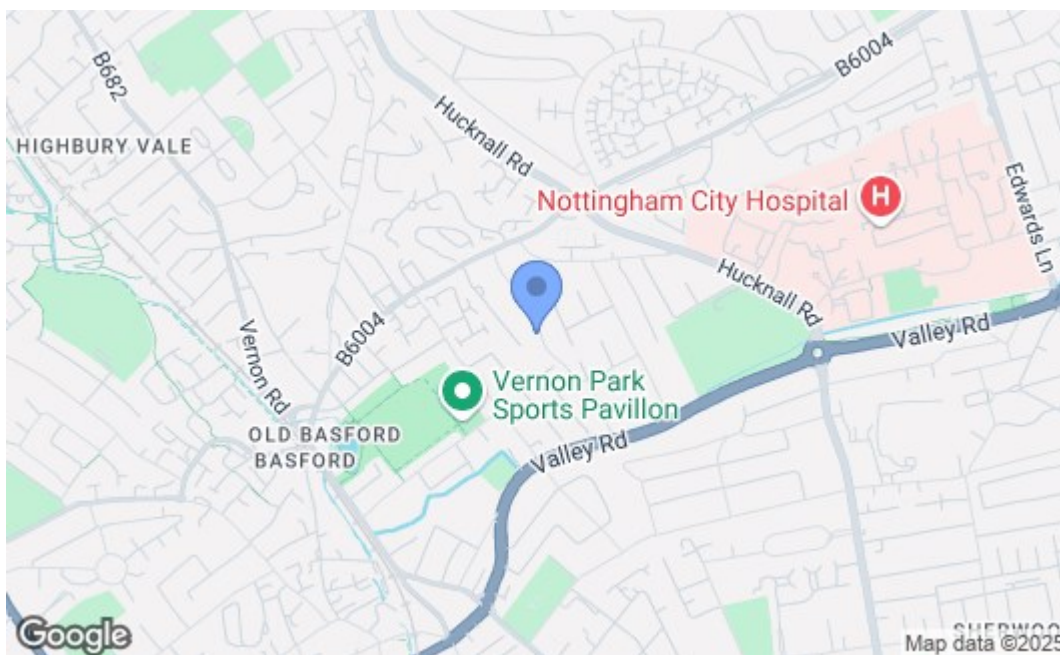 B682
B6004
HIGHBURY VALE
Hucknall Rd
Nottingham City Hospital
H
Edwards Ln
Hucknall Rd
Valley Rd
Vernon Rd
B6004
Vernon Park
Sports Pavillon
OLD BASFORD
BASFORD
Valley Rd
Google
Map data ©2025